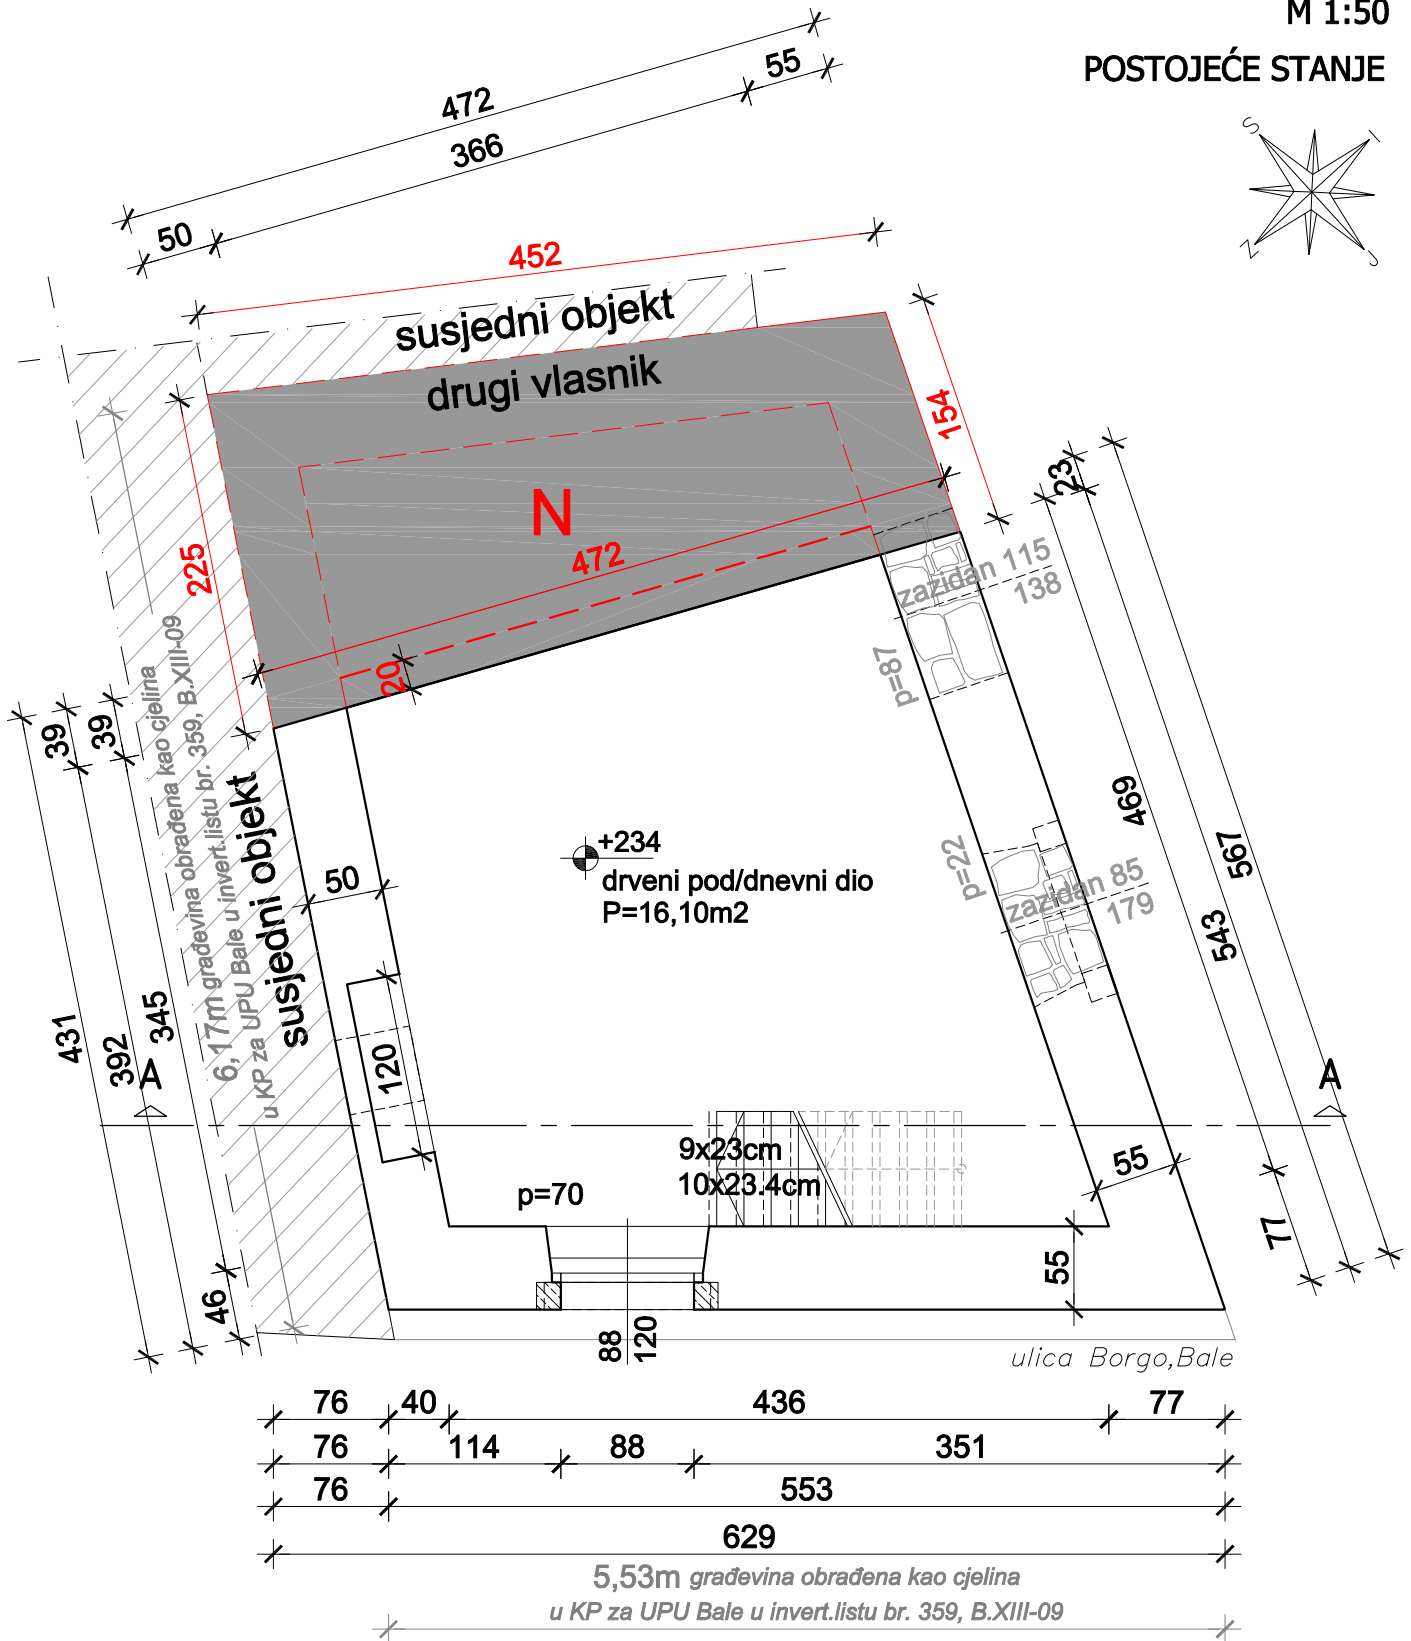 M 1:50
POSTOJEĆE STANJE
S
I
Z
J
472
55
366
50
452
susjedni objekt
drugi vlasnik
154
N
472
225
20
23
zazidan 115
138
p=87
469
567
543
p=22
zazidan 85
179
39
39
431
392
345
46
6,17m građevina obrađena kao cjelina
u KP za UPU Bale u invert.listu br. 359, B.XIII-09
susjedni objekt
50
+234
drveni pod/dnevni dio
P=16,10m2
A
A
120
9x23cm
10x23.4cm
p=70
55
77
55
88
120
ulica Borgo,Bale
76
40
436
77
76
114
88
351
76
553
629
5,53m građevina obrađena kao cjelina
u KP za UPU Bale u invert.listu br. 359, B.XIII-09